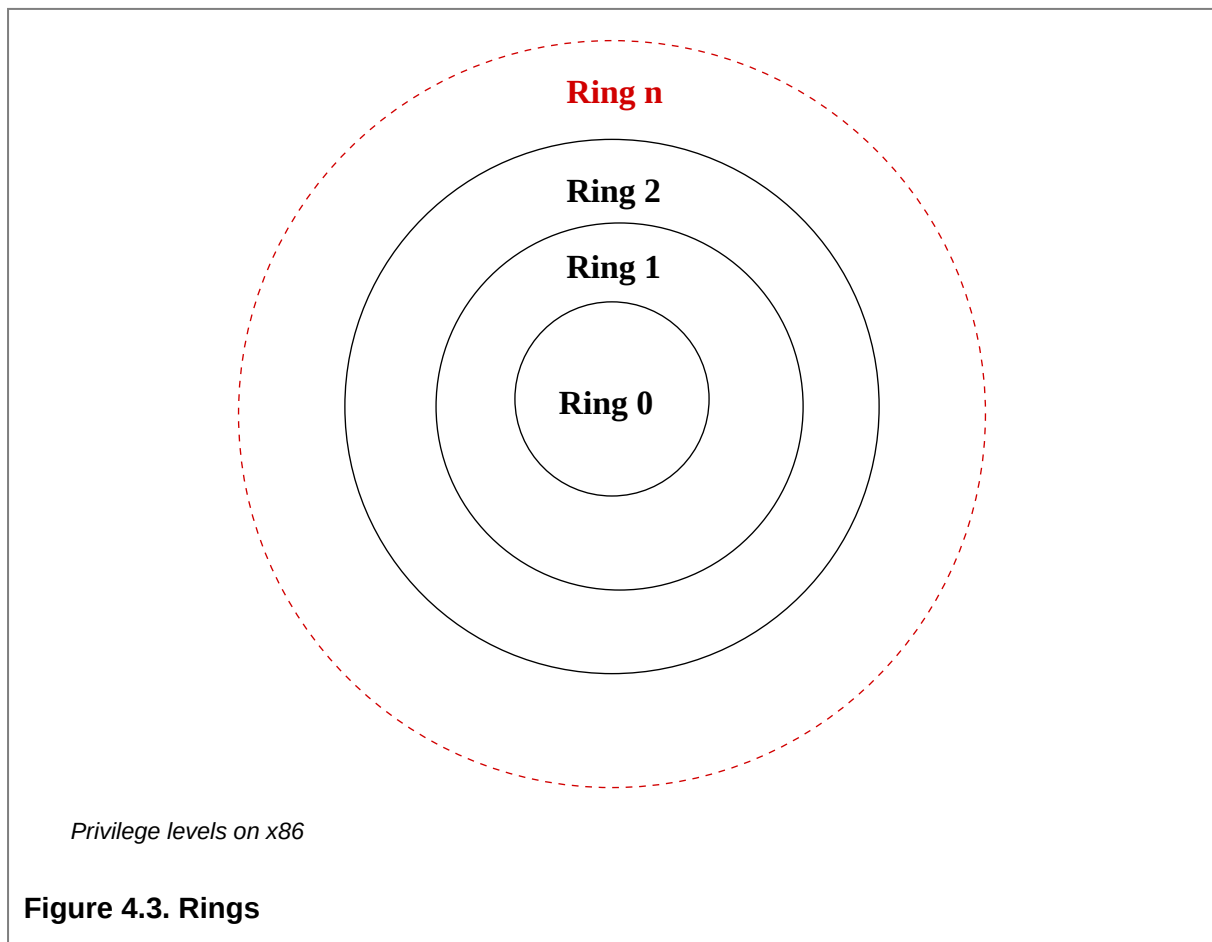 Ring n
Ring 2
Ring 1
Ring 0
Privilege levels on x86
Figure 4.3. Rings